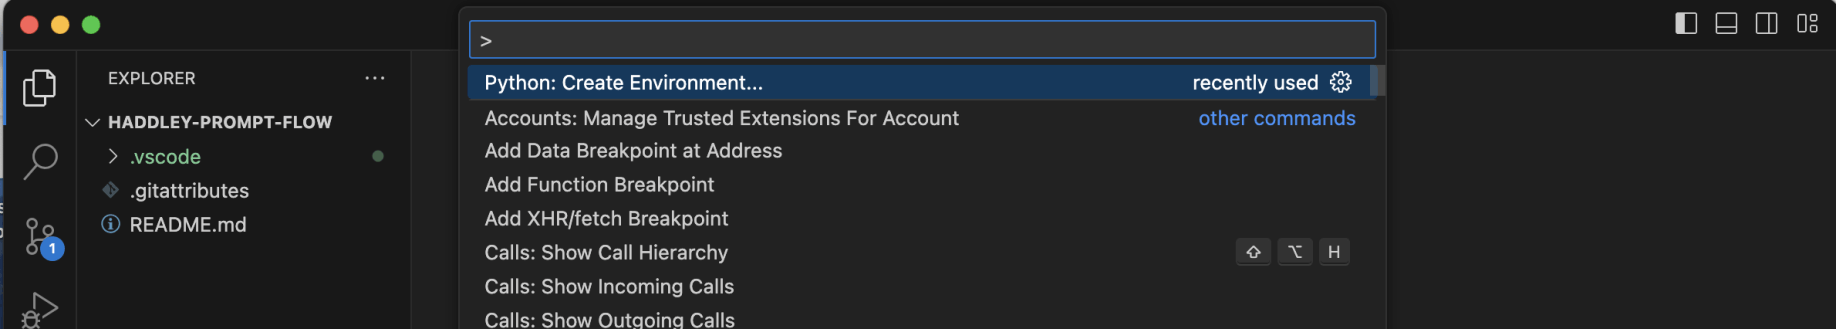 EXPLORER
HADDLEY-PROMPT-FLOW
.vscode
.gitattributes
README.md
1
>
Python: Create Environment... recently used
Accounts: Manage Trusted Extensions For Account other commands
Add Data Breakpoint at Address
Add Function Breakpoint
Add XHR/fetch Breakpoint
Calls: Show Call Hierarchy ⇧ ⌥ H
Calls: Show Incoming Calls
Calls: Show Outgoing Calls